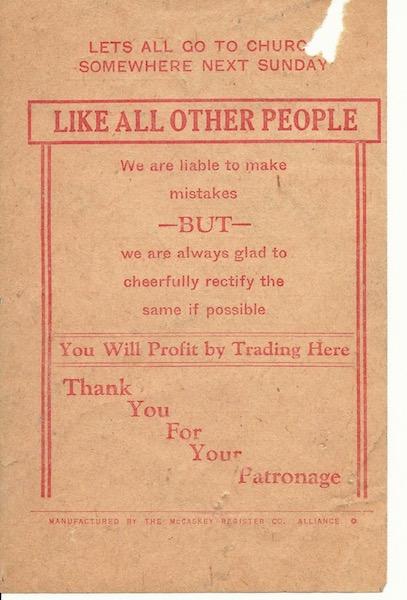 LETS ALL GO TO CHURC
SOMEWHERE NEXT SUNDAY
LIKE ALL OTHER PEOPLE
We are liable to make
mistakes
—BUT—
we are always glad to
cheerfully rectify the
same if possible
You Will Profit by Trading Here
Thank
You
For
Your
Patronage
MANUFACTURED BY THE McCASKEY REGISTER CO. ALLIANCE. O